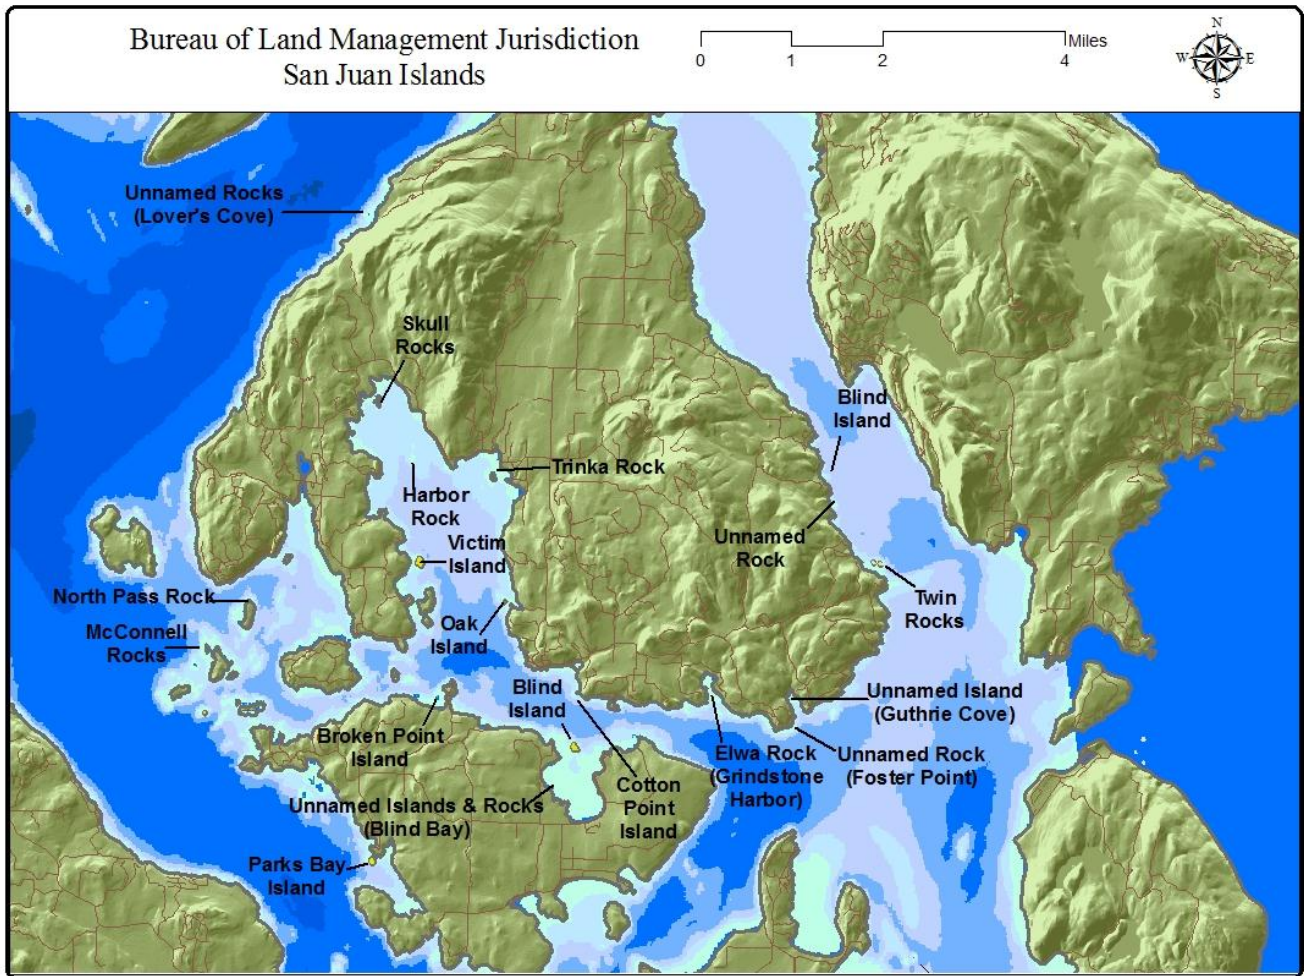 Bureau of Land Management Jurisdiction
San Juan Islands
Miles
0 1 2 4
N
W E
S
Unnamed Rocks
(Lover's Cove)
Skull
Rocks
Blind
Island
Trinka Rock
Harbor
Rock
Unnamed
Rock
Victim
Island
North Pass Rock
Twin
Rocks
McConnell
Rocks
Oak
Island
Blind
Island
Unnamed Island
(Guthrie Cove)
Broken Point
Island
Elwa Rock
(Grindstone
Harbor)
Unnamed Rock
(Foster Point)
Cotton
Point
Island
Unnamed Islands & Rocks
(Blind Bay)
Parks Bay
Island